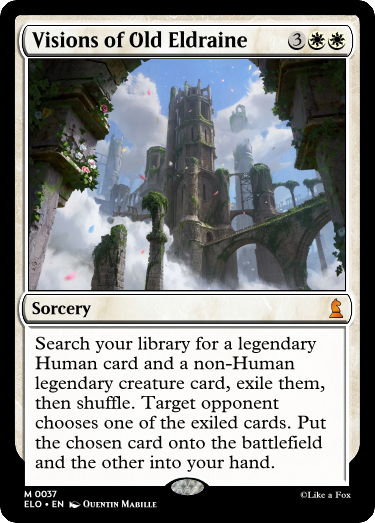 Visions of Old Eldraine 3
Sorcery
Search your library for a legendary
Human card and a non-Human
legendary creature card, exile them,
then shuffle. Target opponent
chooses one of the exiled cards. Put
the chosen card onto the battlefield
and the other into your hand.
M 0037
ELO • EN Quentin Mabille
©Like a Fox